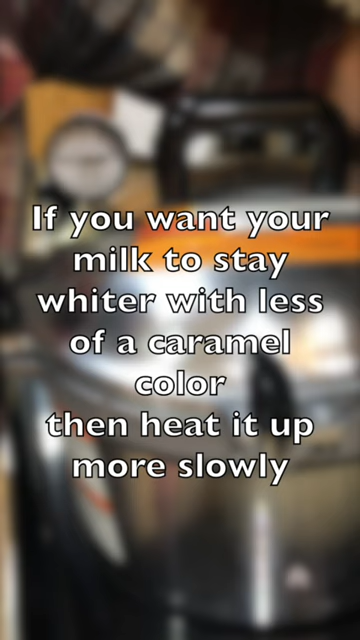 If you want your
milk to stay
whiter with less
of a caramel
color
then heat it up
more slowly